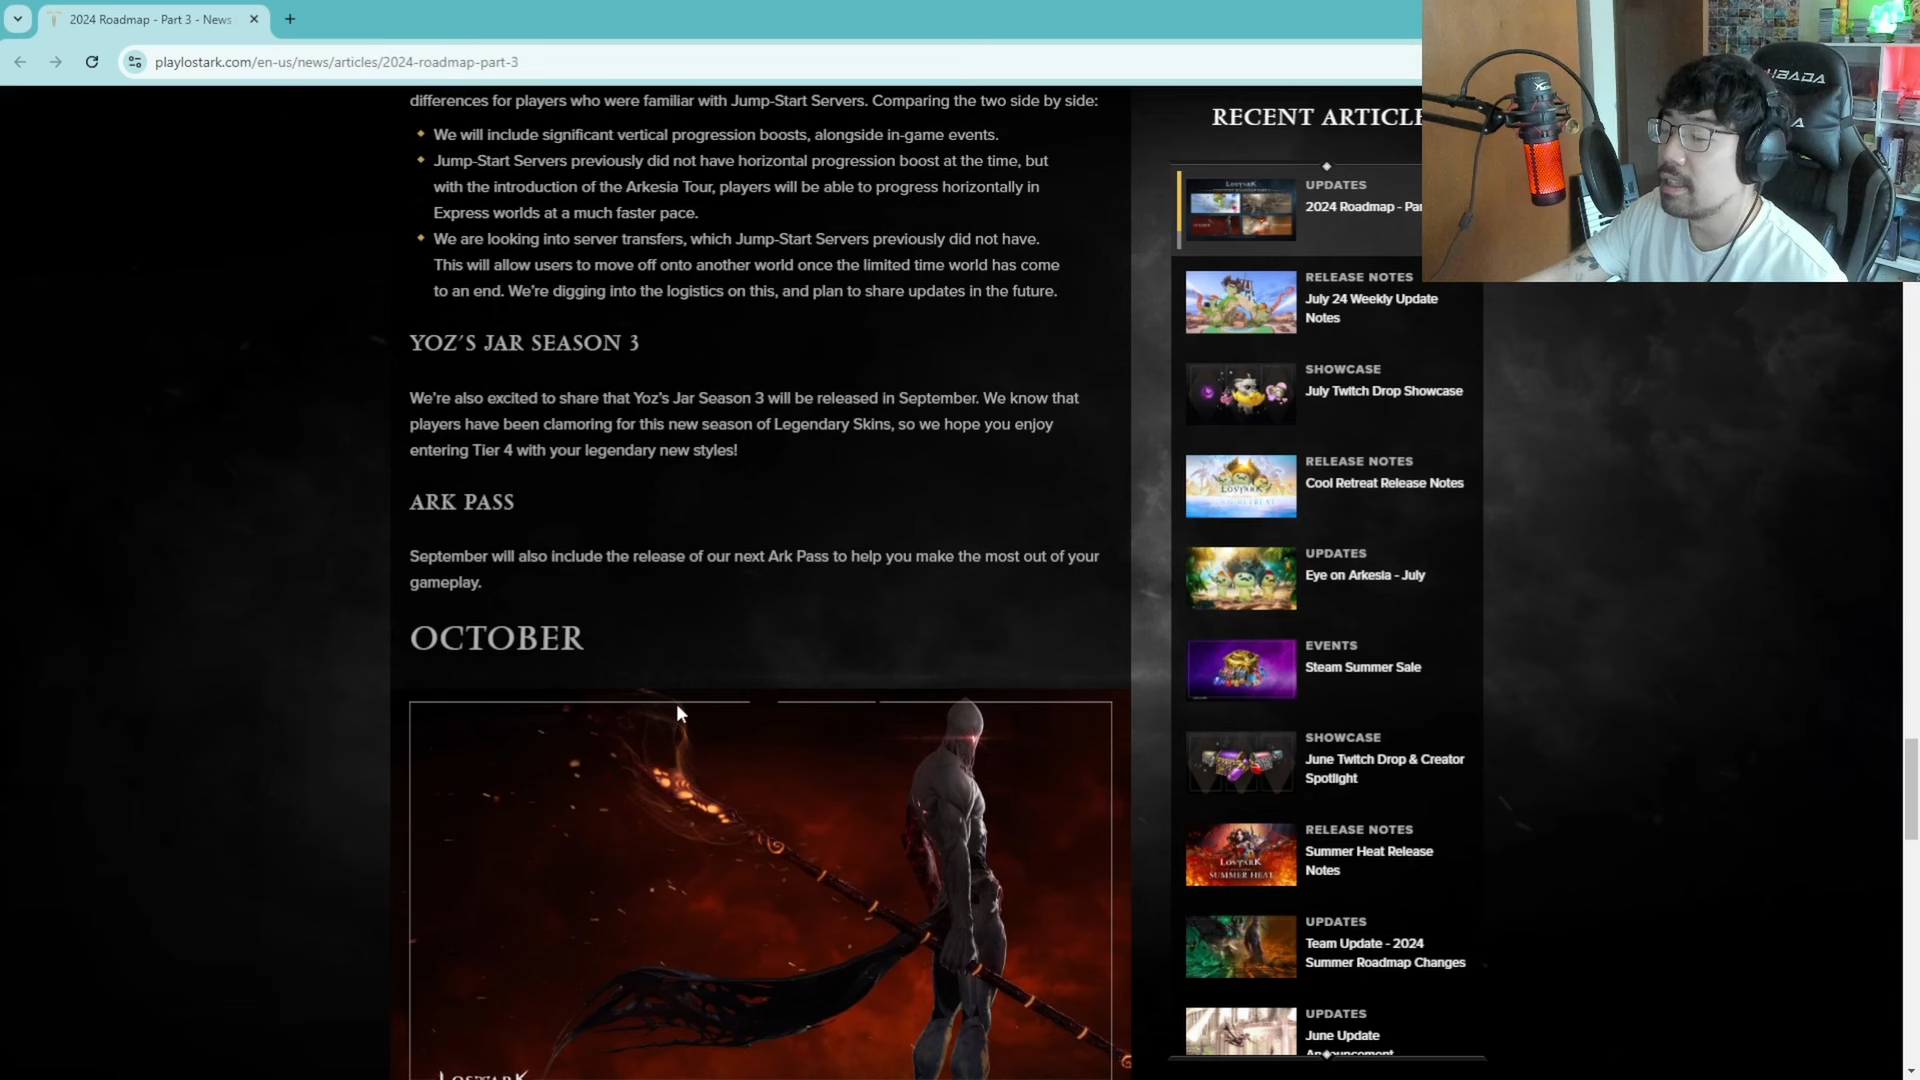 2024 Roadmap - Part 3 - News
playlostark.com/en-us/news/articles/2024-roadmap-part-3
differences for players who were familiar with Jump-Start Servers. Comparing the two side by side:
We will include significant vertical progression boosts, alongside in-game events.
Jump-Start Servers previously did not have horizontal progression boost at the time, but
with the introduction of the Arkesia Tour, players will be able to progress horizontally in
Express worlds at a much faster pace.
We are looking into server transfers, which Jump-Start Servers previously did not have.
This will allow users to move off onto another world once the limited time world has come
to an end. We're digging into the logistics on this, and plan to share updates in the future.
YOZ'S JAR SEASON 3
We're also excited to share that Yoz's Jar Season 3 will be released in September. We know that
players have been clamoring for this new season of Legendary Skins, so we hope you enjoy
entering Tier 4 with your legendary new styles!
ARK PASS
September will also include the release of our next Ark Pass to help you make the most out of your
gameplay.
OCTOBER
LOSTARK
RECENT ARTICLE
UPDATES
2024 Roadmap - Par
RELEASE NOTES
July 24 Weekly Update
Notes
SHOWCASE
July Twitch Drop Showcase
RELEASE NOTES
Cool Retreat Release Notes
LOSTARK
UPDATES
Eye on Arkesia - July
EVENTS
Steam Summer Sale
SHOWCASE
June Twitch Drop & Creator
Spotlight
RELEASE NOTES
Summer Heat Release
Notes
LOSTARK
SUMMER HEAT
UPDATES
Team Update - 2024
Summer Roadmap Changes
UPDATES
June Update
Announcement